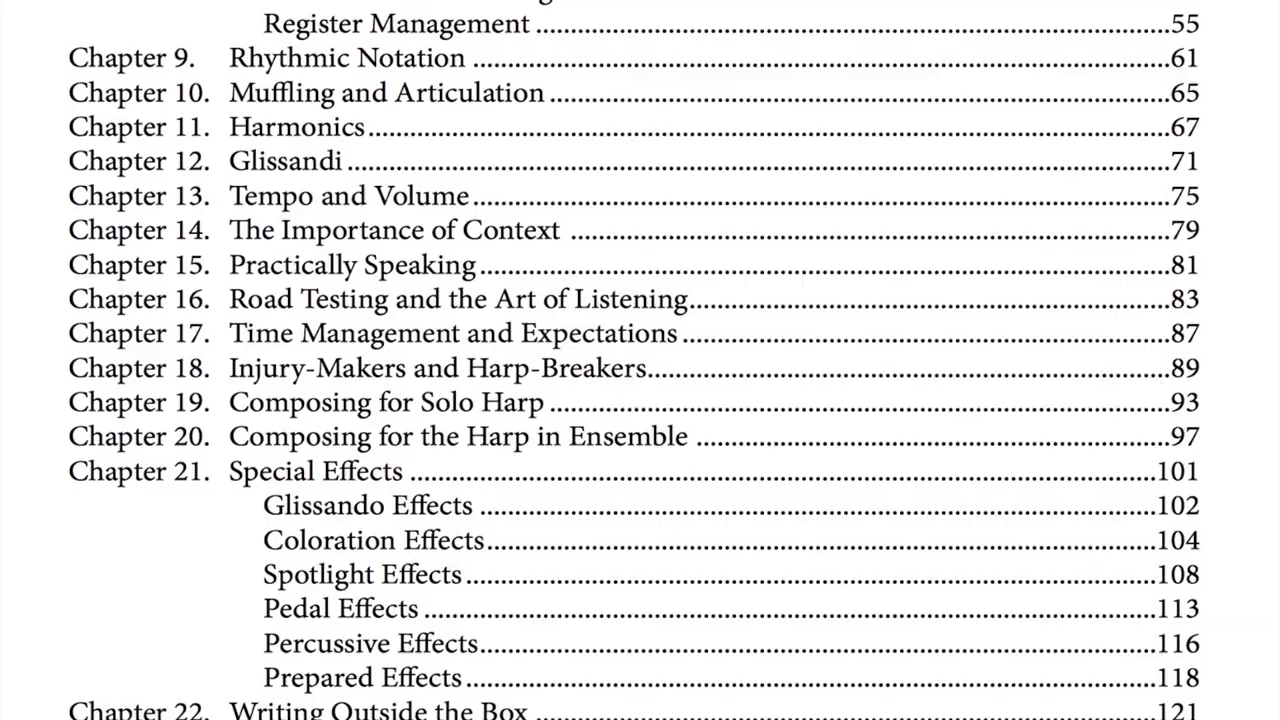 Register Management ... 55
Chapter 9. Rhythmic Notation ... 61
Chapter 10. Muffling and Articulation ... 65
Chapter 11. Harmonics ... 67
Chapter 12. Glissandi ... 71
Chapter 13. Tempo and Volume ... 75
Chapter 14. The Importance of Context ... 79
Chapter 15. Practically Speaking ... 81
Chapter 16. Road Testing and the Art of Listening ... 83
Chapter 17. Time Management and Expectations ... 87
Chapter 18. Injury-Makers and Harp-Breakers ... 89
Chapter 19. Composing for Solo Harp ... 93
Chapter 20. Composing for the Harp in Ensemble ... 97
Chapter 21. Special Effects ... 101
Glissando Effects ... 102
Coloration Effects ... 104
Spotlight Effects ... 108
Pedal Effects ... 113
Percussive Effects ... 116
Prepared Effects ... 118
Chapter 22. Writing Outside the Box ... 121